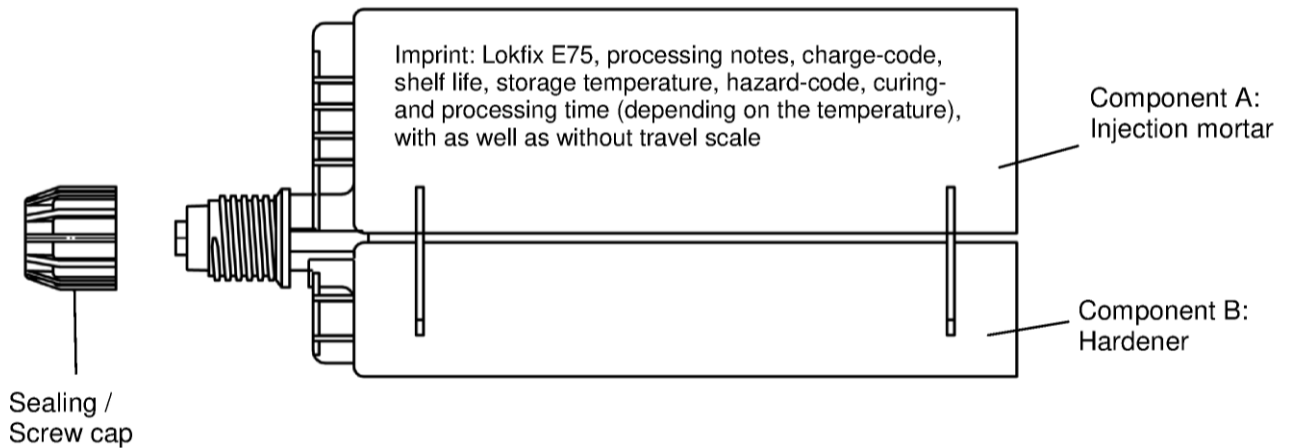 Imprint: Lokfix E75, processing notes, charge-code,
shelf life, storage temperature, hazard-code, curing-
and processing time (depending on the temperature),
with as well as without travel scale
Component A:
Injection mortar
Component B:
Hardener
Sealing /
Screw cap